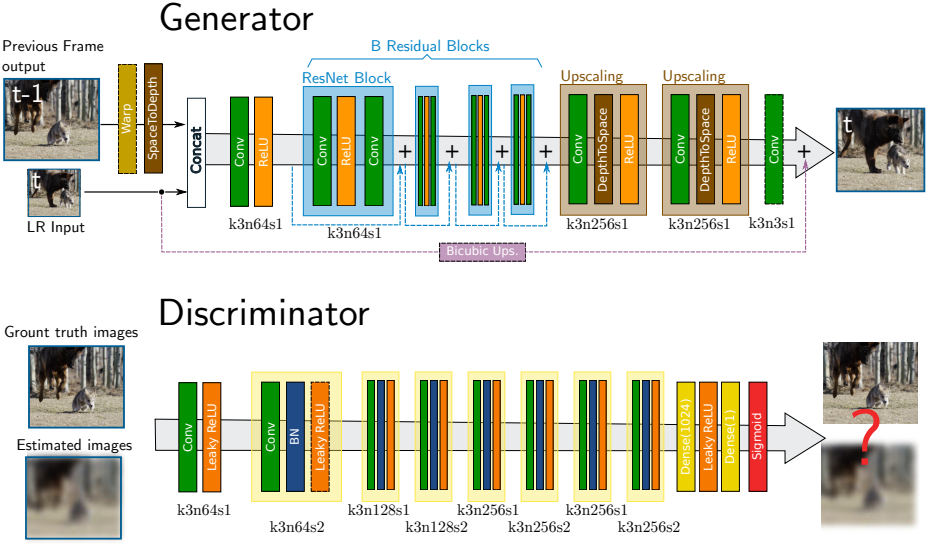 Generator
Previous Frame
output
t-1
t
LR Input
Warp
SpaceToDepth
Concat
Conv
ReLU
k3n64s1
B Residual Blocks
ResNet Block
Conv
ReLU
Conv
k3n64s1
+
+
+
+
Upscaling
Conv
DepthToSpace
ReLU
k3n256s1
Upscaling
Conv
DepthToSpace
ReLU
k3n256s1
Conv
k3n3s1
+
t
Bicubic Ups.
Discriminator
Grount truth images
Estimated images
Conv
Leaky ReLU
k3n64s1
Conv
BN
Leaky ReLU
k3n64s2
k3n128s1
k3n128s2
k3n256s1
k3n256s2
k3n256s1
k3n256s2
Dense(1024)
Leaky ReLU
Dense(1)
Sigmoid
?